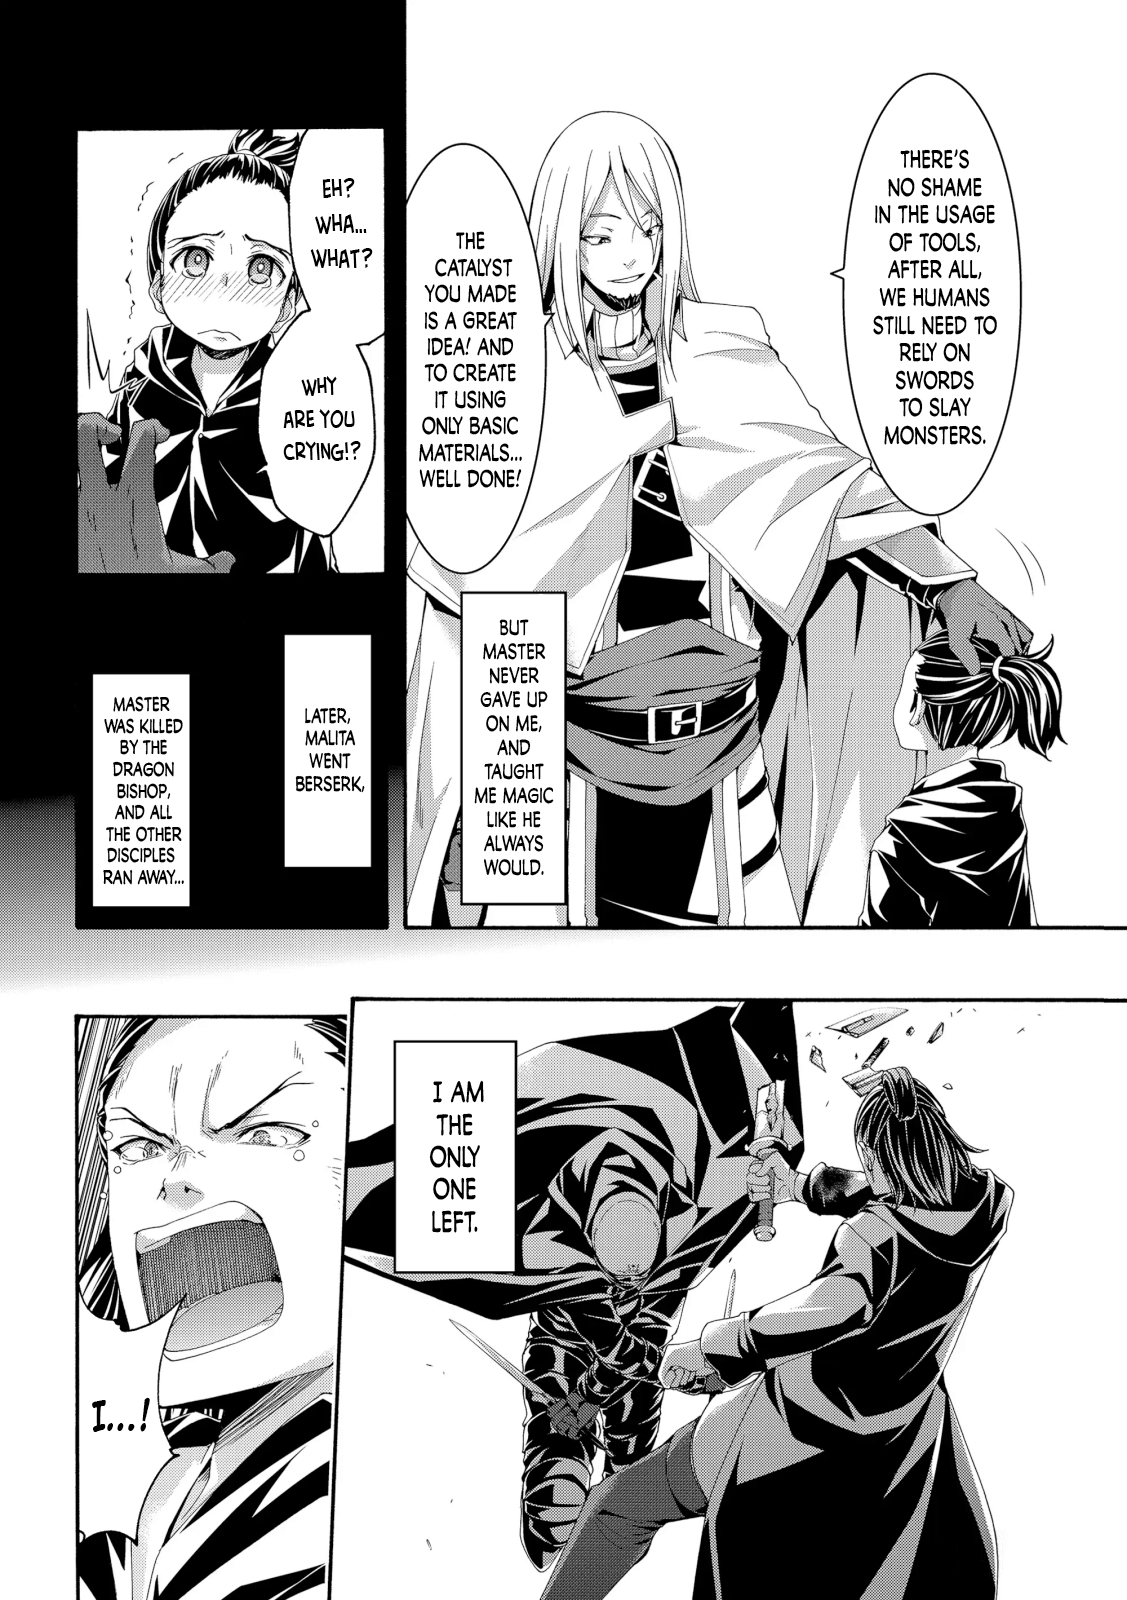 THERE'S
NO SHAME
IN THE USAGE
OF TOOLS,
AFTER ALL,
WE HUMANS
STILL NEED TO
RELY ON
SWORDS
TO SLAY
MONSTERS.
THE
CATALYST
YOU MADE
IS A GREAT
IDEA! AND
TO CREATE
IT USING
ONLY BASIC
MATERIALS...
WELL DONE!
EH?
WHA...
WHAT?
WHY
ARE YOU
CRYING!?
BUT
MASTER
NEVER
GAVE UP
ON ME,
AND
TAUGHT
ME MAGIC
LIKE HE
ALWAYS
WOULD.
LATER,
MALITA
WENT
BERSERK,
MASTER
WAS KILLED
BY THE
DRAGON
BISHOP,
AND ALL
THE OTHER
DISCIPLES
RAN AWAY...
I AM
THE
ONLY
ONE
LEFT.
I...!